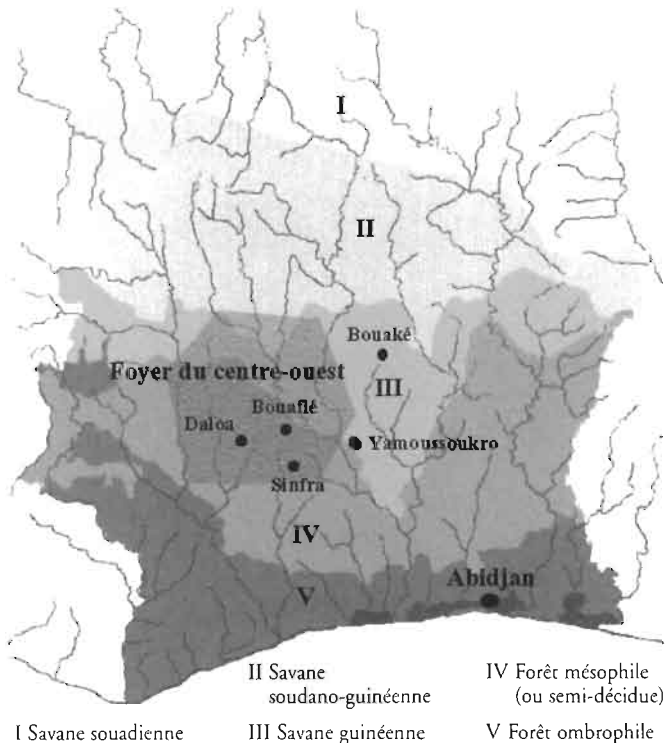 I
II
Bouaké
Foyer du centre-ouest
III
Bouaflé
Daloa
Yamoussoukro
Sinfra
IV
Abidjan
V
II Savane
soudano-guinéenne
IV Forêt mésophile
(ou semi-décidue)
I Savane souadienne
III Savane guinéenne
V Forêt ombrophile